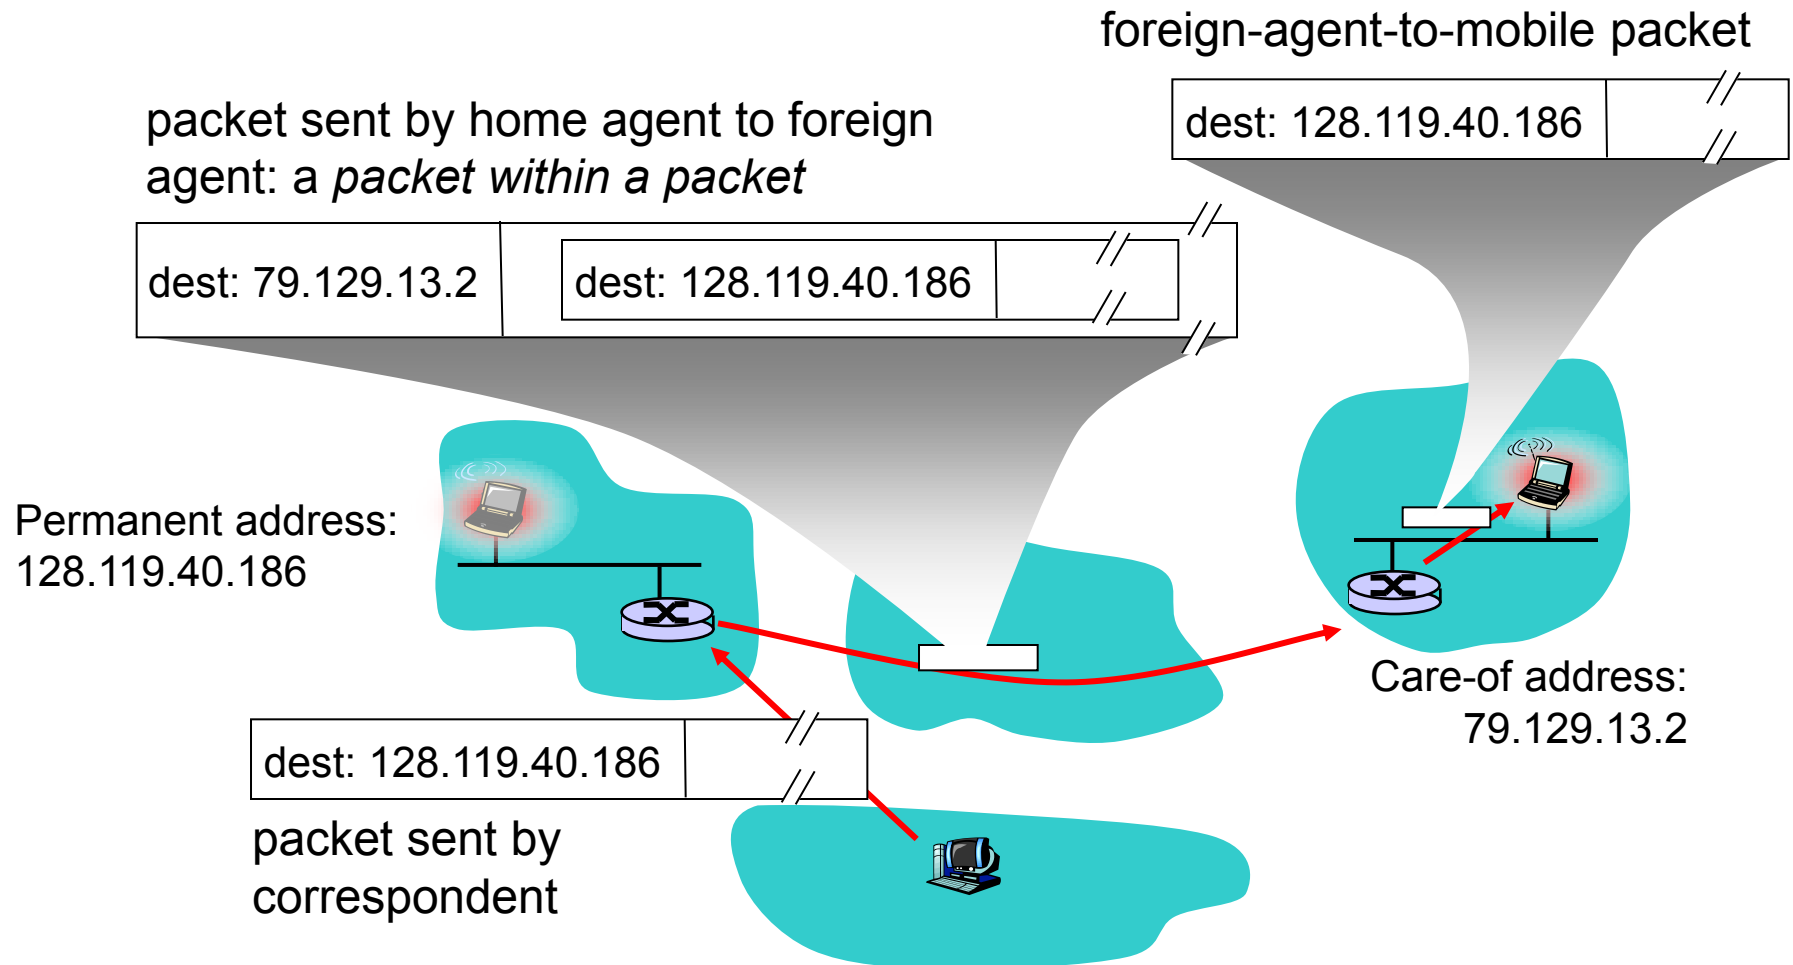 foreign-agent-to-mobile packet
dest: 128.119.40.186
packet sent by home agent to foreign
agent: a packet within a packet
dest: 79.129.13.2
dest: 128.119.40.186
Permanent address:
128.119.40.186
Care-of address:
79.129.13.2
dest: 128.119.40.186
packet sent by
correspondent